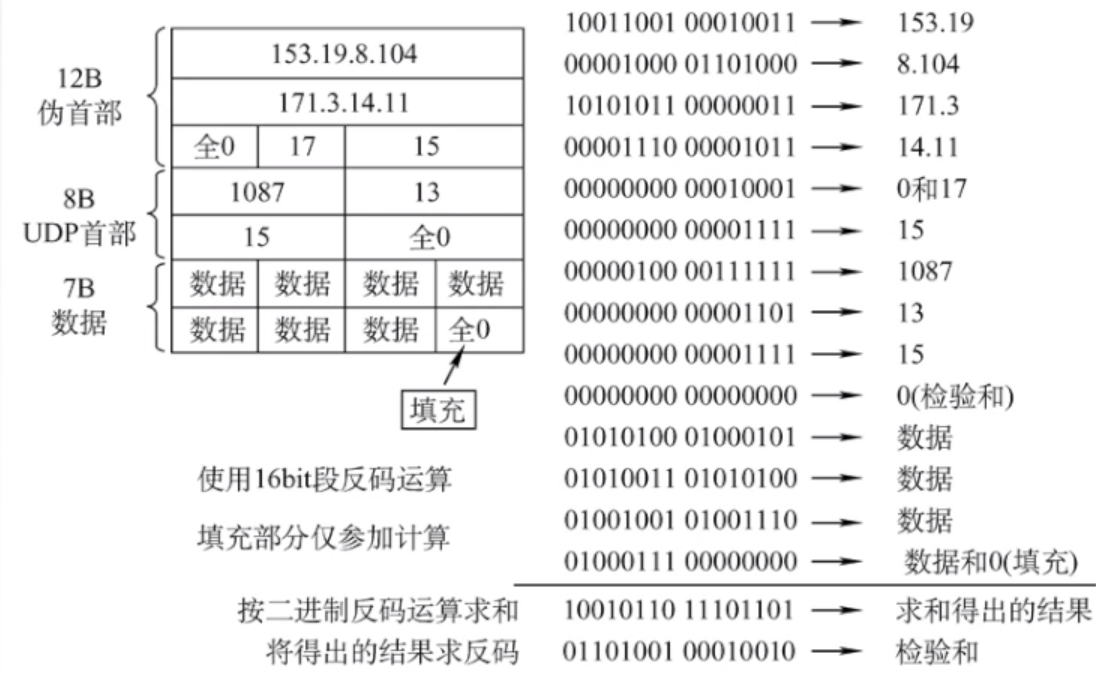 12B
伪首部
153.19.8.104
171.3.14.11
全0 17 15
8B
UDP首部
1087 13
15 全0
7B
数据
数据 数据 数据 数据
数据 数据 数据 全0
填充
使用16bit段反码运算
填充部分仅参加计算
10011001 00010011 → 153.19
00001000 01101000 → 8.104
10101011 00000011 → 171.3
00001110 00001011 → 14.11
00000000 00010001 → 0和17
00000000 00001111 → 15
00000100 00111111 → 1087
00000000 00001101 → 13
00000000 00001111 → 15
00000000 00000000 → 0(检验和)
01010100 01000101 → 数据
01010011 01010100 → 数据
01001001 01001110 → 数据
01000111 00000000 → 数据和0(填充)
按二进制反码运算求和 10010110 11101101 → 求和得出的结果
将得出的结果求反码 01101001 00010010 → 检验和